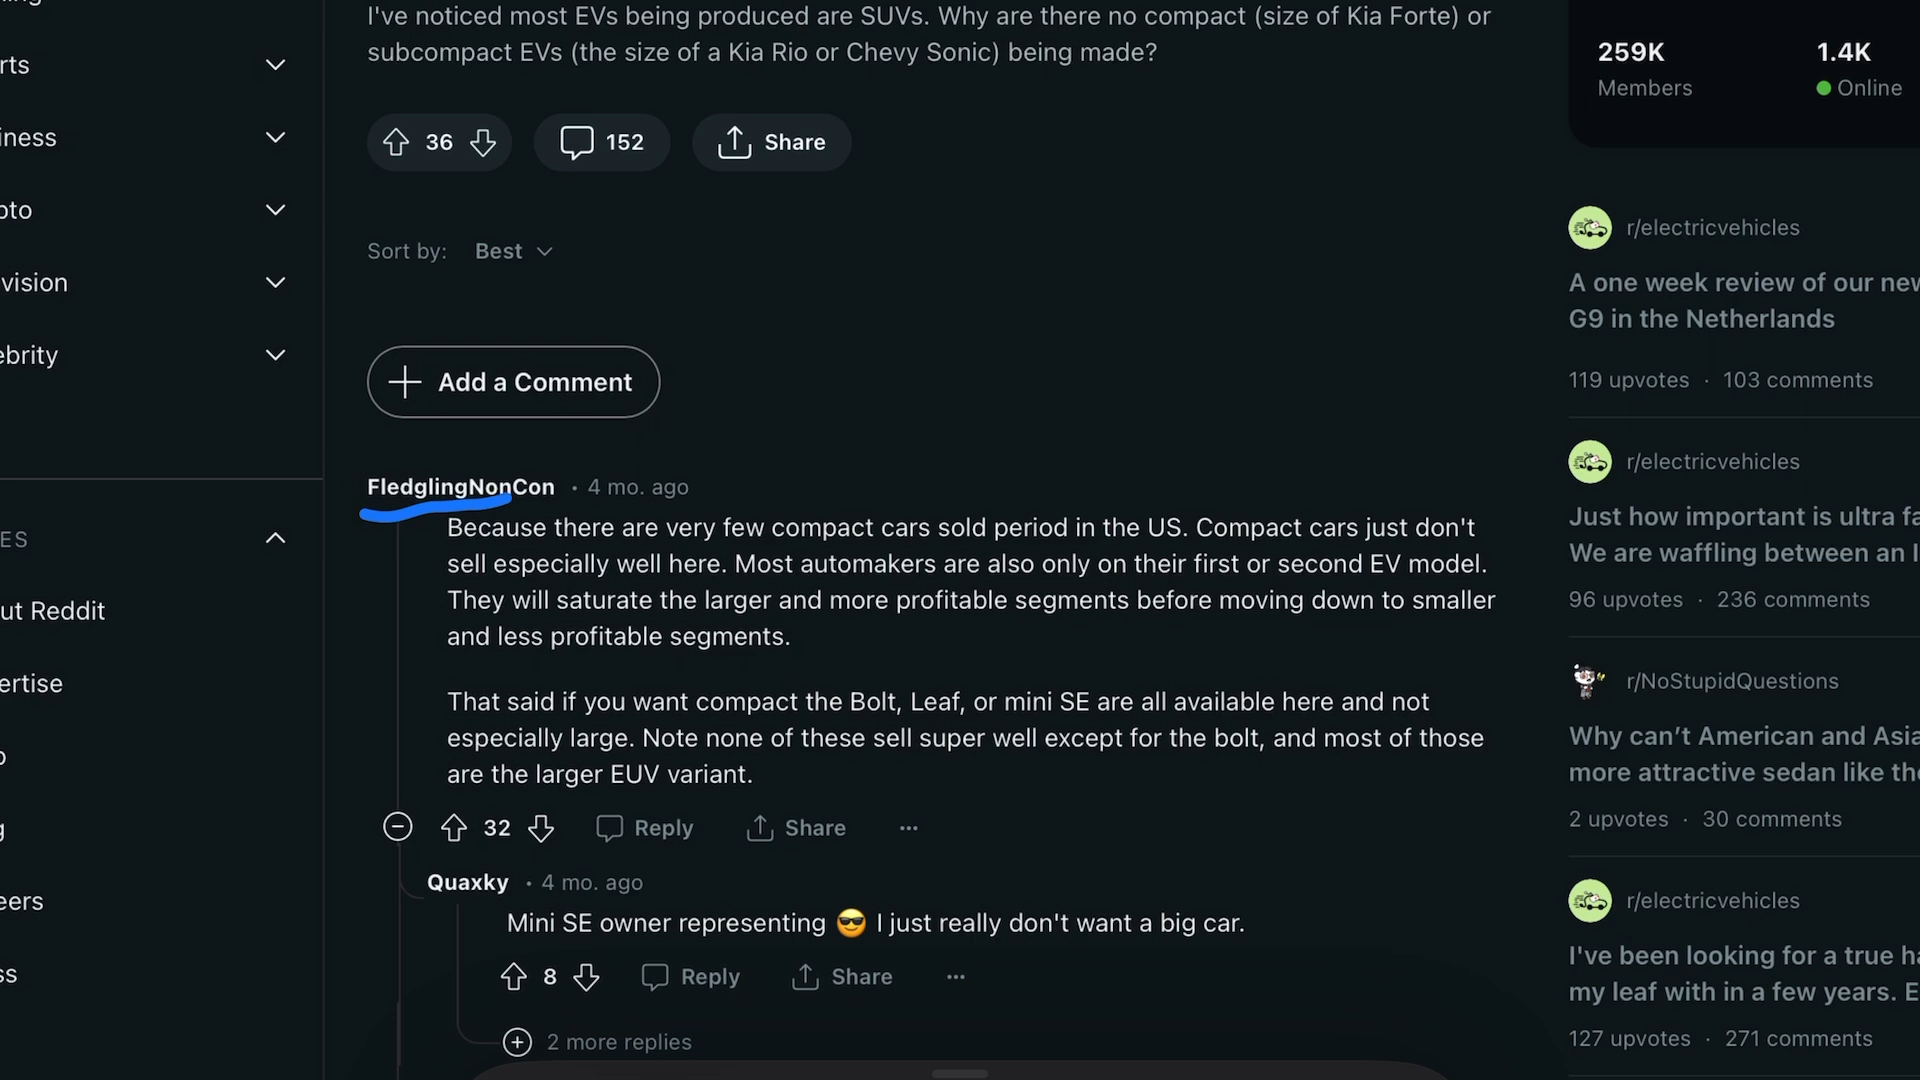 I've noticed most EVs being produced are SUVs. Why are there no compact (size of Kia Forte) or
subcompact EVs (the size of a Kia Rio or Chevy Sonic) being made?
36
152
Share
Sort by: Best
Add a Comment
FledglingNonCon • 4 mo. ago
Because there are very few compact cars sold period in the US. Compact cars just don't
sell especially well here. Most automakers are also only on their first or second EV model.
They will saturate the larger and more profitable segments before moving down to smaller
and less profitable segments.
That said if you want compact the Bolt, Leaf, or mini SE are all available here and not
especially large. Note none of these sell super well except for the bolt, and most of those
are the larger EUV variant.
32
Reply
Share
...
Quaxky • 4 mo. ago
Mini SE owner representing 😎 I just really don't want a big car.
8
Reply
Share
...
2 more replies
rts
iness
pto
vision
ebrity
ES
ut Reddit
ertise
eers
ss
259K
Members
1.4K
Online
r/electricvehicles
A one week review of our new
G9 in the Netherlands
119 upvotes · 103 comments
r/electricvehicles
Just how important is ultra fa
We are waffling between an I
96 upvotes · 236 comments
r/NoStupidQuestions
Why can’t American and Asia
more attractive sedan like the
2 upvotes · 30 comments
r/electricvehicles
I've been looking for a true ha
my leaf with in a few years. E
127 upvotes · 271 comments